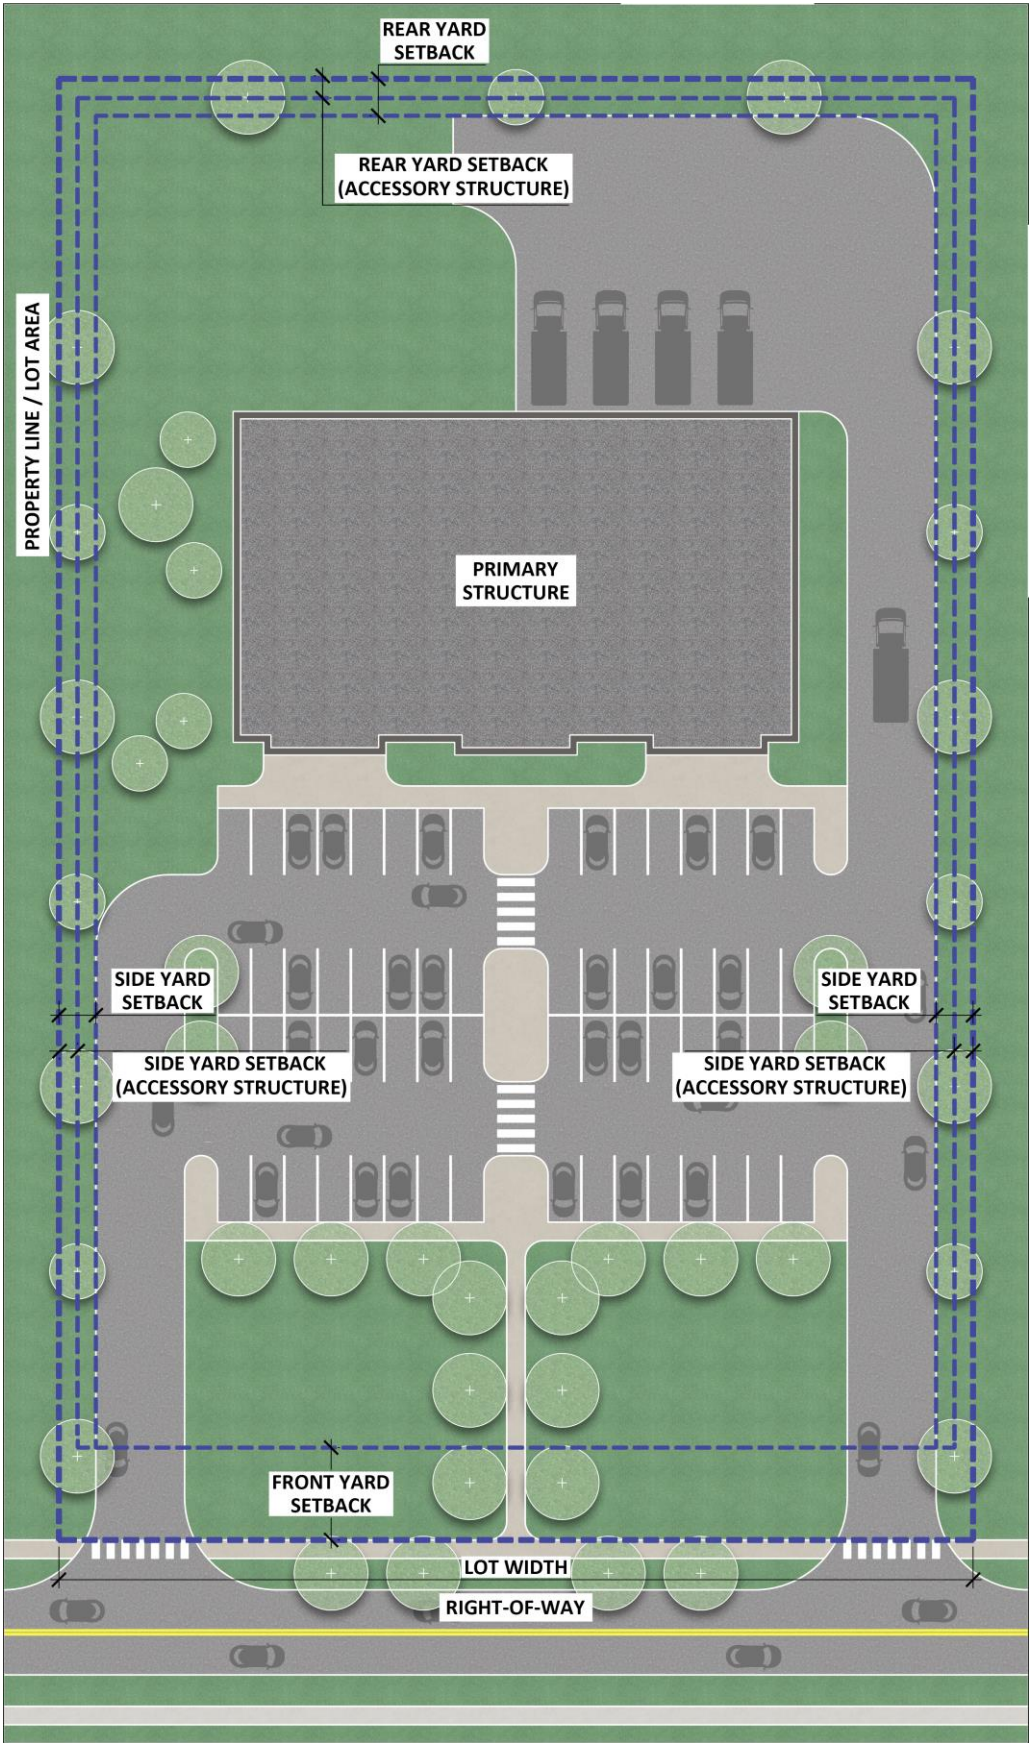 REAR YARD
SETBACK
REAR YARD SETBACK
(ACCESSORY STRUCTURE)
PROPERTY LINE / LOT AREA
PRIMARY
STRUCTURE
SIDE YARD
SETBACK
SIDE YARD
SETBACK
SIDE YARD SETBACK
(ACCESSORY STRUCTURE)
SIDE YARD SETBACK
(ACCESSORY STRUCTURE)
FRONT YARD
SETBACK
LOT WIDTH
RIGHT-OF-WAY